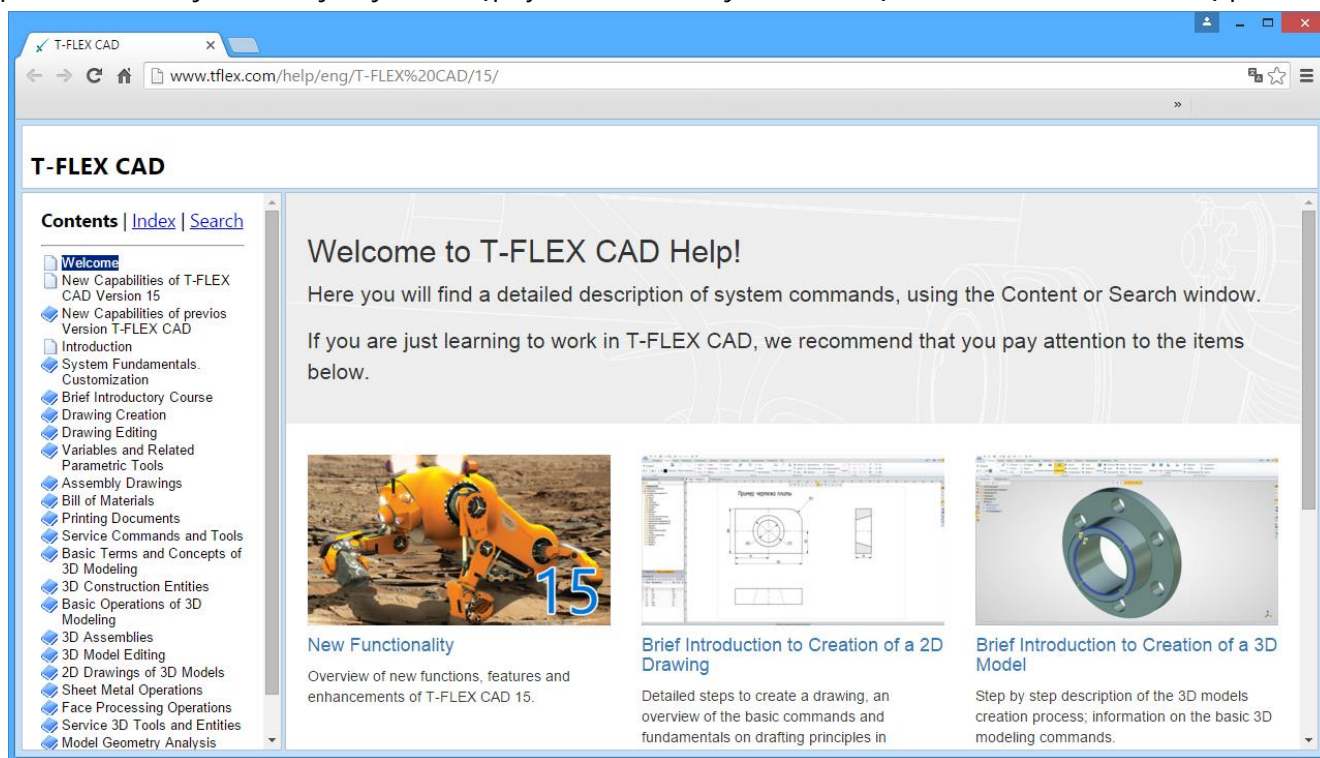 T-FLEX CAD
www.tflex.com/help/eng/T-FLEX%20CAD/15/
»
T-FLEX CAD
Contents | Index | Search
Welcome
New Capabilities of T-FLEX
CAD Version 15
New Capabilities of previos
Version T-FLEX CAD
Introduction
System Fundamentals.
Customization
Brief Introductory Course
Drawing Creation
Drawing Editing
Variables and Related
Parametric Tools
Assembly Drawings
Bill of Materials
Printing Documents
Service Commands and Tools
Basic Terms and Concepts of
3D Modeling
3D Construction Entities
Basic Operations of 3D
Modeling
3D Assemblies
3D Model Editing
2D Drawings of 3D Models
Sheet Metal Operations
Face Processing Operations
Service 3D Tools and Entities
Model Geometry Analysis
Welcome to T-FLEX CAD Help!
Here you will find a detailed description of system commands, using the Content or Search window.
If you are just learning to work in T-FLEX CAD, we recommend that you pay attention to the items
below.
15
New Functionality
Overview of new functions, features and
enhancements of T-FLEX CAD 15.
Пример чертежа плиты
Brief Introduction to Creation of a 2D
Drawing
Detailed steps to create a drawing, an
overview of the basic commands and
fundamentals on drafting principles in
Brief Introduction to Creation of a 3D
Model
Step by step description of the 3D models
creation process; information on the basic 3D
modeling commands.